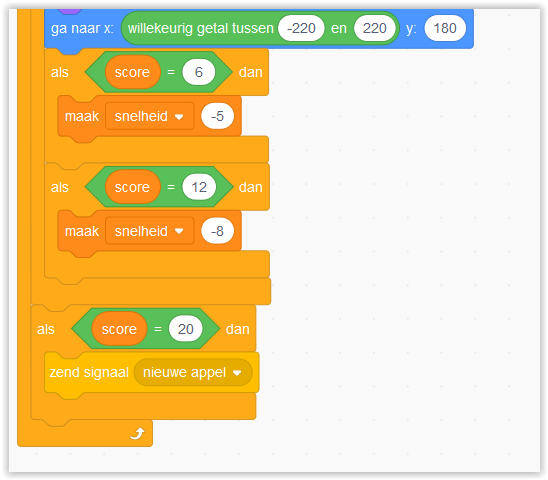 ga naar x: willekeurig getal tussen -220 en 220 y: 180
als score = 6 dan
maak snelheid -5
als score = 12 dan
maak snelheid -8
als score = 20 dan
zend signaal nieuwe appel